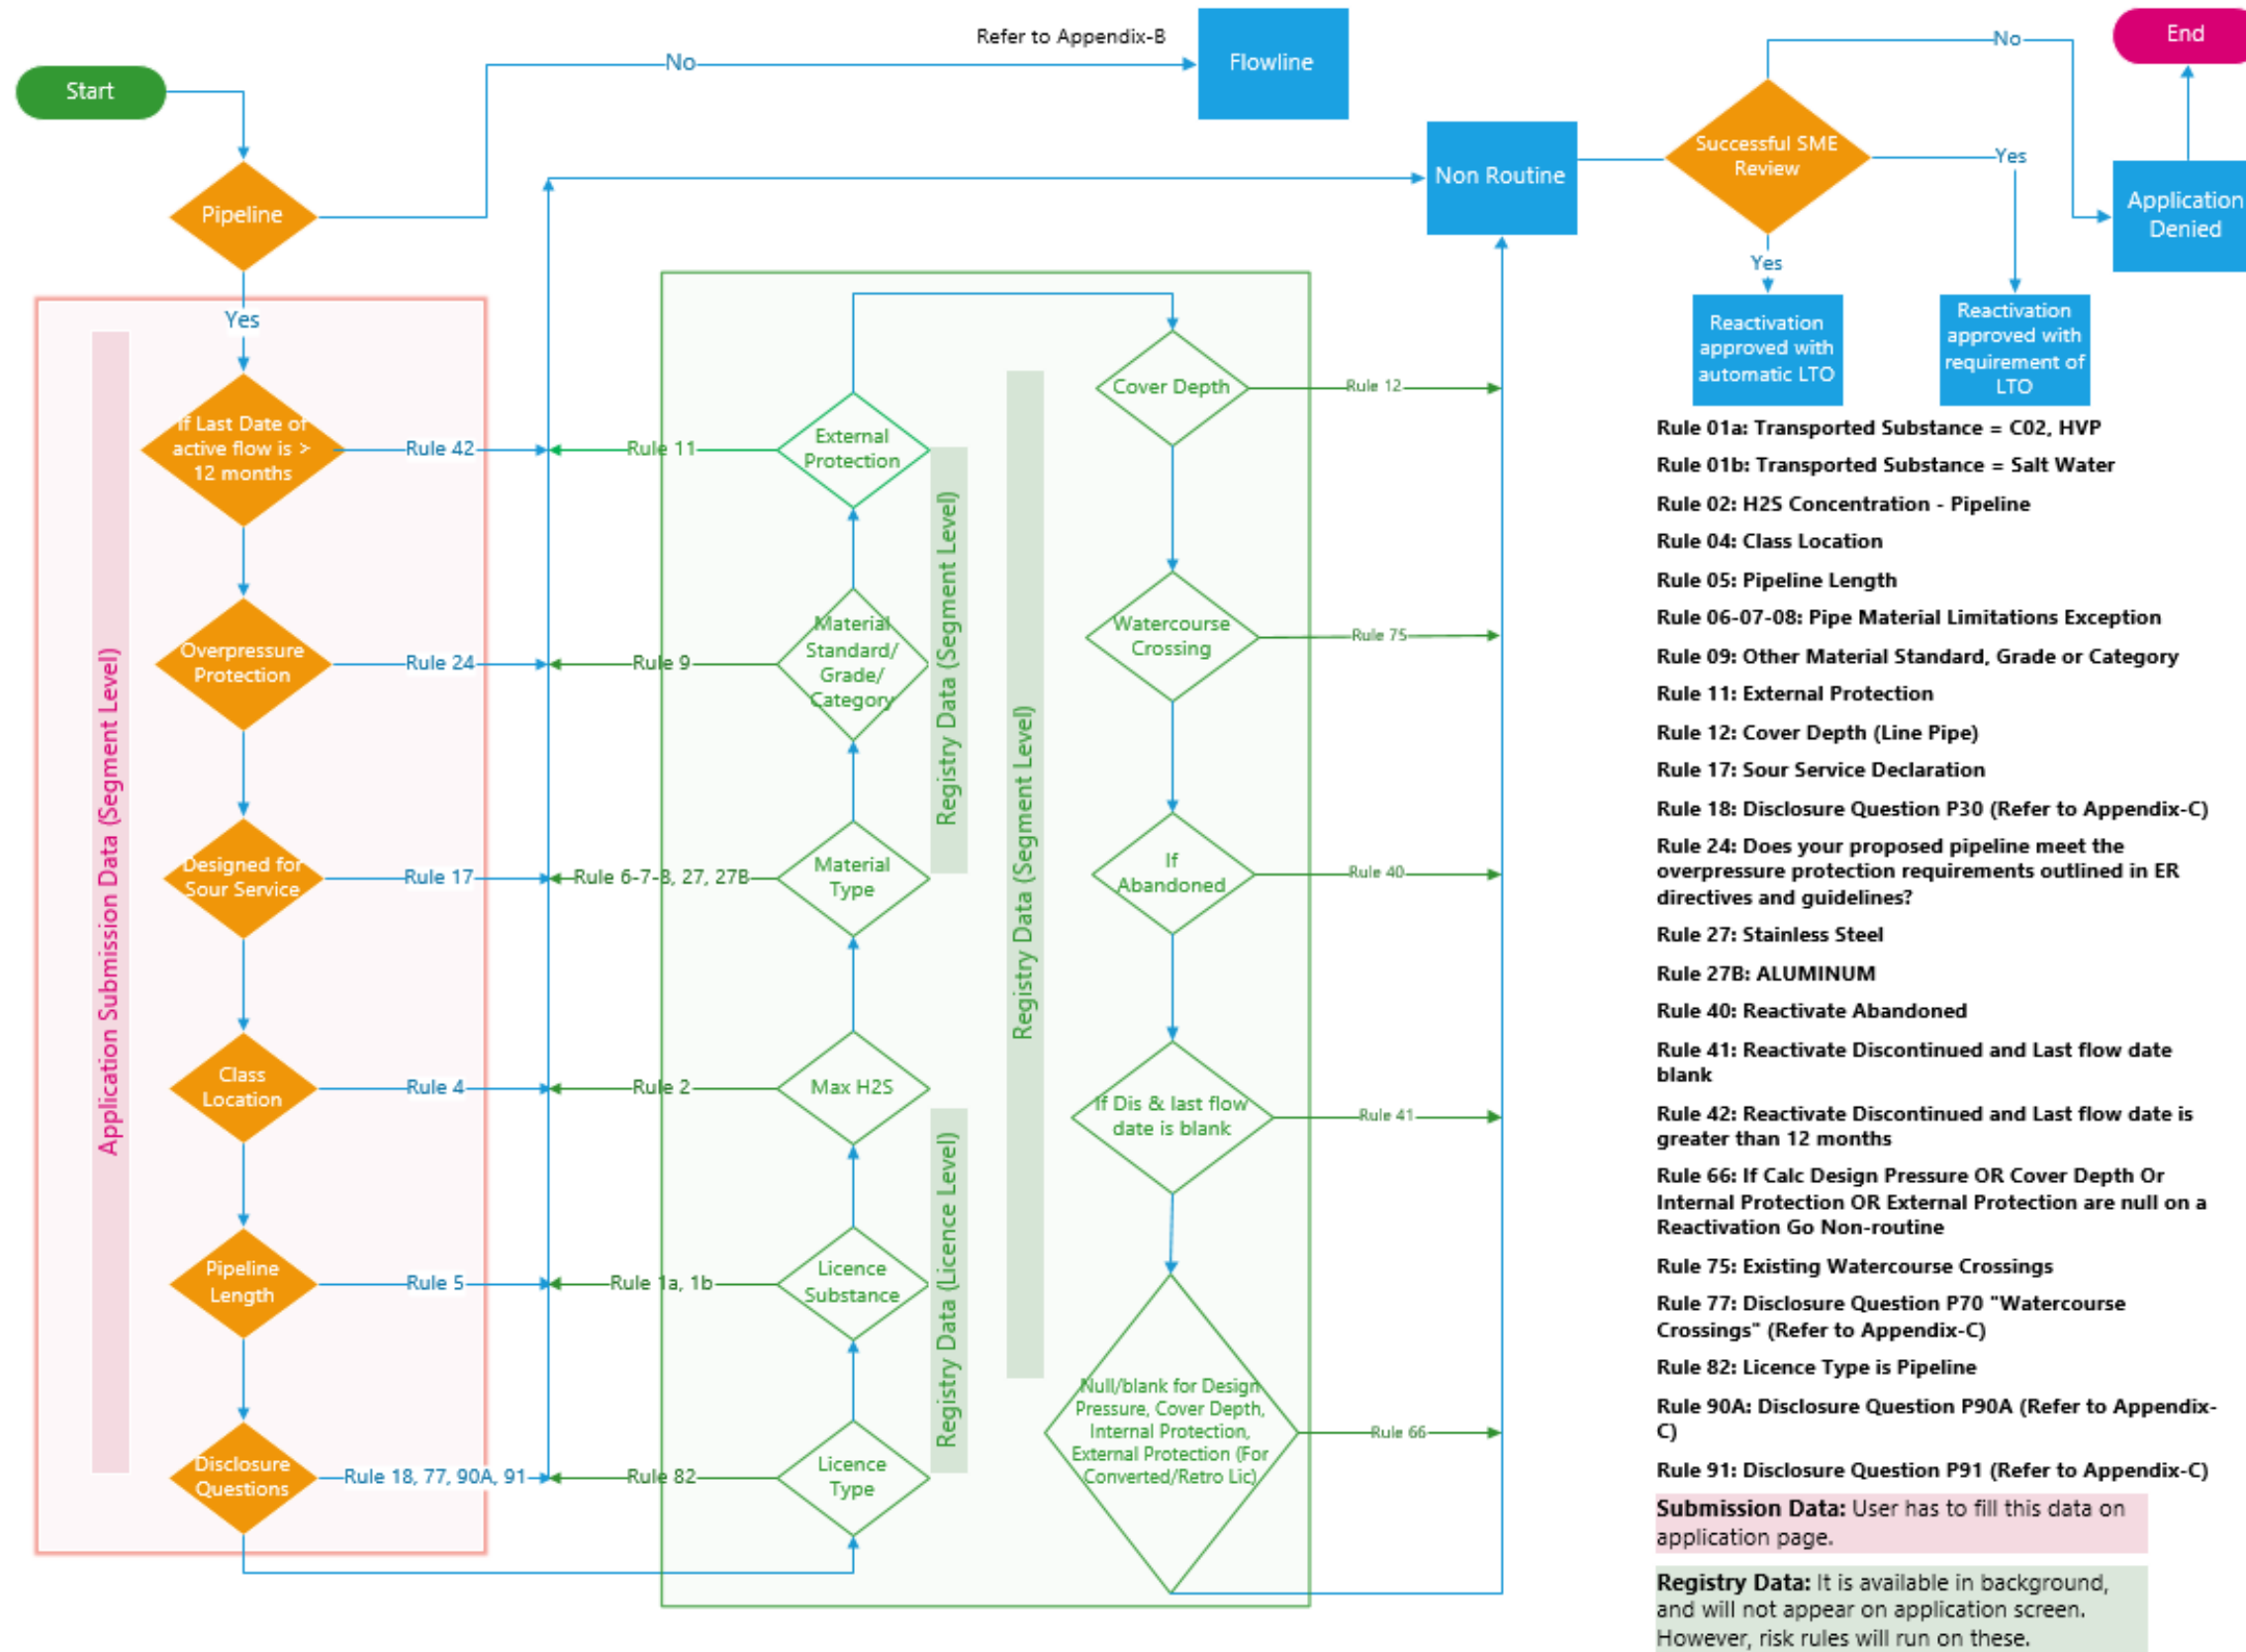 Start
Pipeline
No
Refer to Appendix-B
Flowline
Yes
Application Submission Data (Segment Level)
If Last Date of
active flow is >
12 months
Rule 42
Overpressure
Protection
Rule 24
Designed for
Sour Service
Rule 17
Class
Location
Rule 4
Pipeline
Length
Rule 5
Disclosure
Questions
Rule 18, 77, 90A, 91
Licence
Type
Rule 82
Licence
Substance
Rule 1a, 1b
Registry Data (Licence Level)
Max H2S
Rule 2
Material
Type
Rule 6-7-8, 27, 27B
Material
Standard/
Grade/
Category
Rule 9
External
Protection
Rule 11
Registry Data (Segment Level)
Registry Data (Segment Level)
Cover Depth
Rule 12
Watercourse
Crossing
Rule 75
If
Abandoned
Rule 40
If Dis & last flow
date is blank
Rule 41
Null/blank for Design
Pressure, Cover Depth,
Internal Protection,
External Protection (For
Converted/Retro Lic)
Rule 66
Non Routine
Successful SME
Review
No
Yes
Yes
End
Application
Denied
Reactivation
approved with
automatic LTO
Reactivation
approved with
requirement of
LTO
Rule 01a: Transported Substance = C02, HVP
Rule 01b: Transported Substance = Salt Water
Rule 02: H2S Concentration - Pipeline
Rule 04: Class Location
Rule 05: Pipeline Length
Rule 06-07-08: Pipe Material Limitations Exception
Rule 09: Other Material Standard, Grade or Category
Rule 11: External Protection
Rule 12: Cover Depth (Line Pipe)
Rule 17: Sour Service Declaration
Rule 18: Disclosure Question P30 (Refer to Appendix-C)
Rule 24: Does your proposed pipeline meet the
overpressure protection requirements outlined in ER
directives and guidelines?
Rule 27: Stainless Steel
Rule 27B: ALUMINUM
Rule 40: Reactivate Abandoned
Rule 41: Reactivate Discontinued and Last flow date
blank
Rule 42: Reactivate Discontinued and Last flow date is
greater than 12 months
Rule 66: If Calc Design Pressure OR Cover Depth Or
Internal Protection OR External Protection are null on a
Reactivation Go Non-routine
Rule 75: Existing Watercourse Crossings
Rule 77: Disclosure Question P70 "Watercourse
Crossings" (Refer to Appendix-C)
Rule 82: Licence Type is Pipeline
Rule 90A: Disclosure Question P90A (Refer to Appendix-
C)
Rule 91: Disclosure Question P91 (Refer to Appendix-C)
Submission Data: User has to fill this data on
application page.
Registry Data: It is available in background,
and will not appear on application screen.
However, risk rules will run on these.